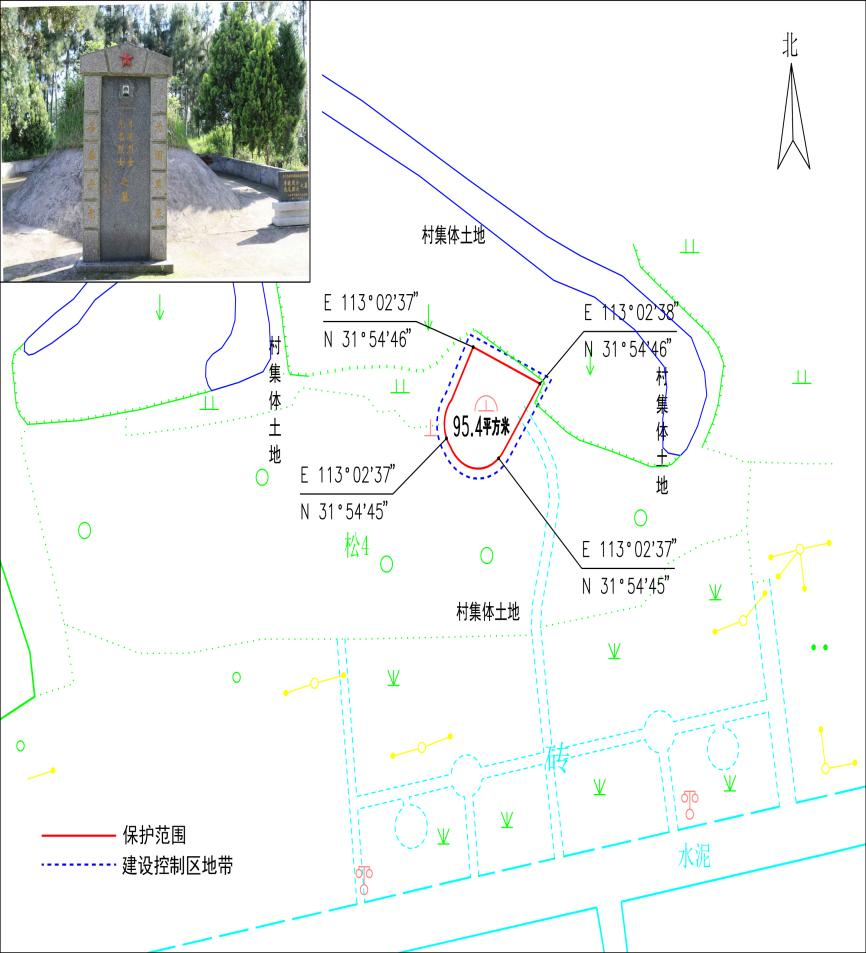 北
村集体土地
E 113°02'37"
N 31°54'46"
E 113°02'38"
N 31°54'46"
村集体土地
村集体土地
95.4平方米
E 113°02'37"
N 31°54'45"
松4
E 113°02'37"
N 31°54'45"
村集体土地
砖
保护范围
建设控制区地带
水泥